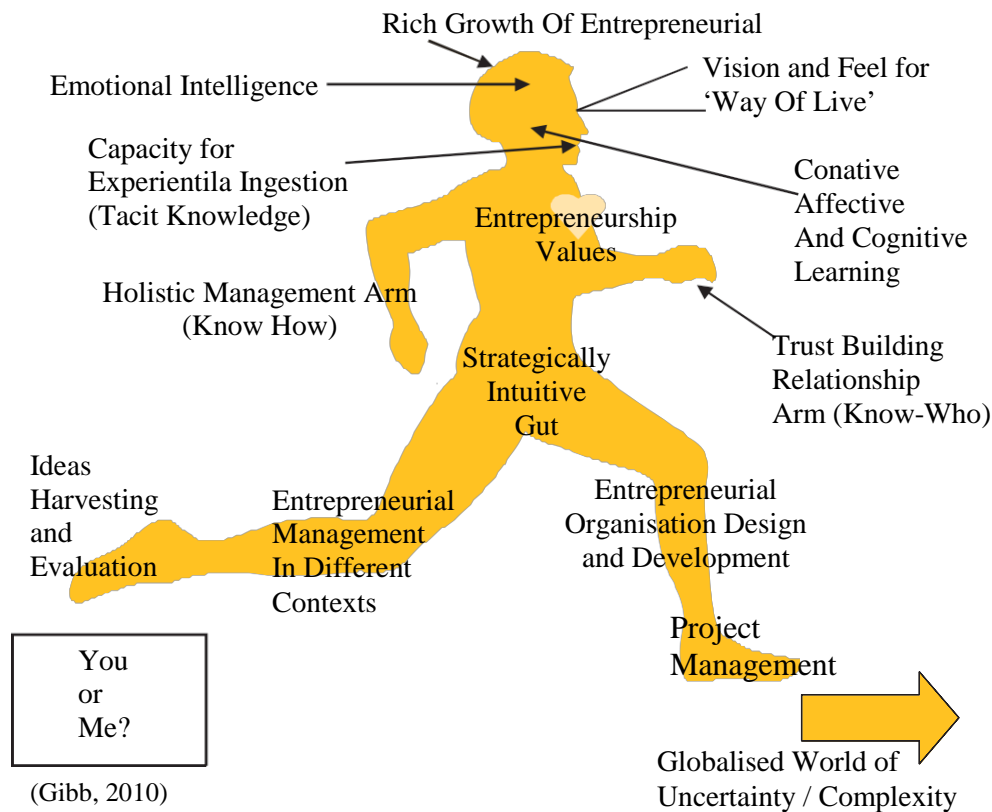 Rich Growth Of Entrepreneurial
Emotional Intelligence
Vision and Feel for
‘Way Of Live’
Capacity for
Experientila Ingestion
(Tacit Knowledge)
Conative
Affective
And Cognitive
Learning
Entrepreneurship
Values
Holistic Management Arm
(Know How)
Strategically
Intuitive
Gut
Trust Building
Relationship
Arm (Know-Who)
Ideas
Harvesting
and
Evaluation
Entrepreneurial
Management
In Different
Contexts
Entrepreneurial
Organisation Design
and Development
Project
Management
You
or
Me?
(Gibb, 2010)
Globalised World of
Uncertainty / Complexity